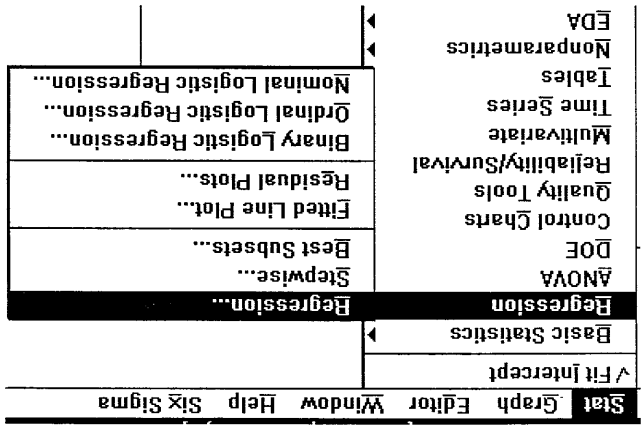 Stat Graph Editor Window Help Six Sigma
√ Fit Intercept
Basic Statistics
Regression
ANOVA
DOE
Control Charts
Quality Tools
Reliability/Survival
Multivariate
Time Series
Tables
Nonparametrics
EDA
Regression...
Stepwise...
Best Subsets...
Fitted Line Plot...
Residual Plots...
Binary Logistic Regression...
Ordinal Logistic Regression...
Nominal Logistic Regression...